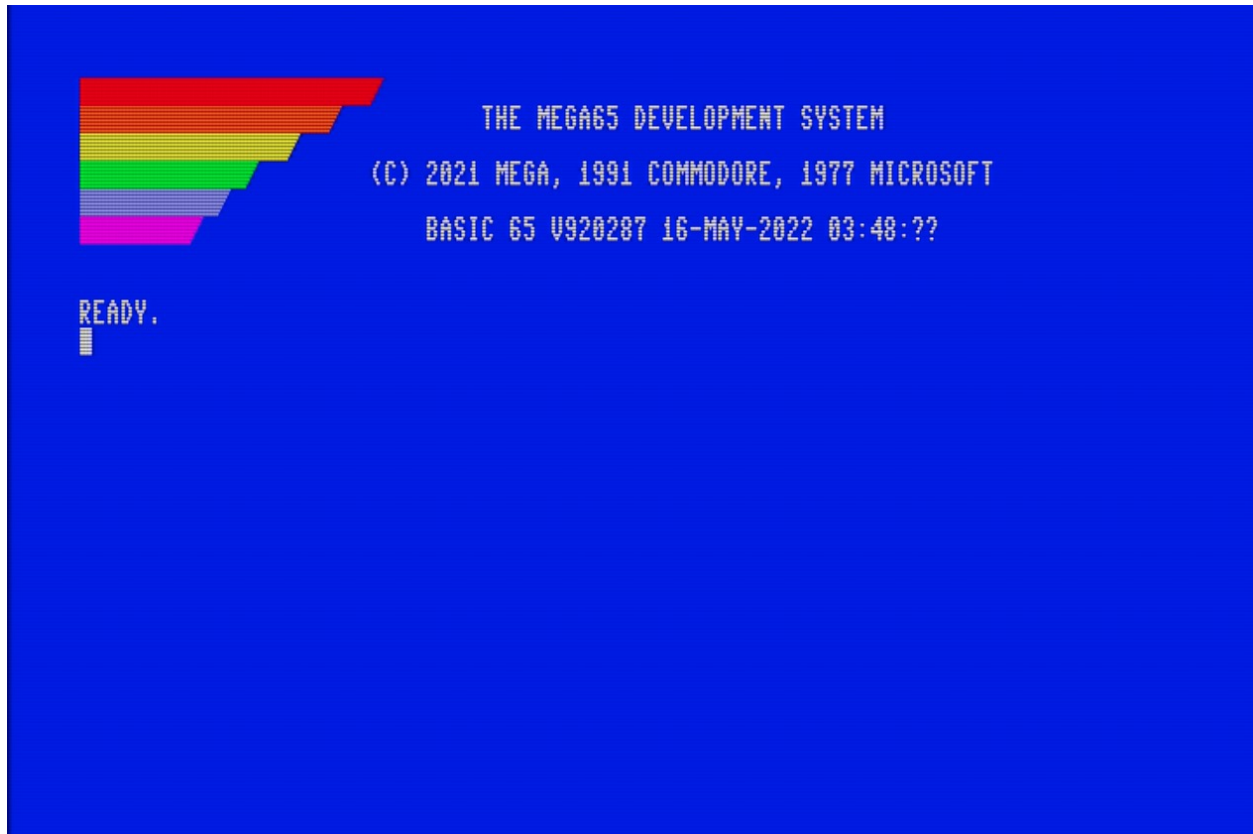 THE MEGA65 DEVELOPMENT SYSTEM
(C) 2021 MEGA, 1991 COMMODORE, 1977 MICROSOFT
BASIC 65 V920287 16-MAY-2022 03:48:??
READY.